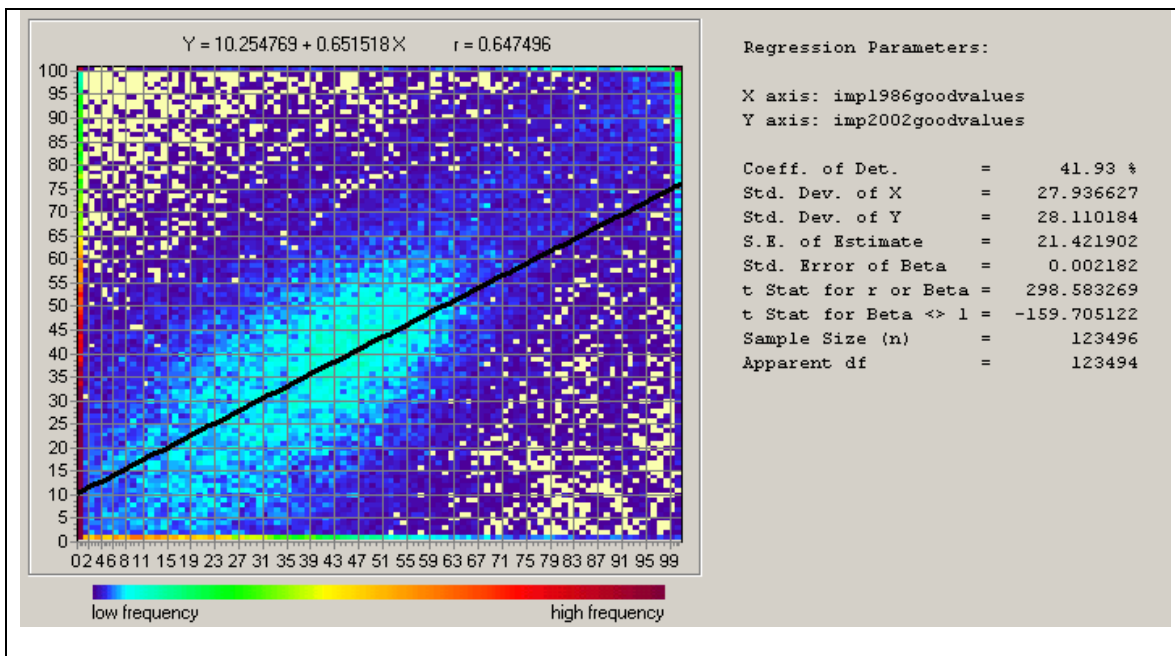 Y = 10.254769 + 0.651518 X r = 0.647496
100
95
90
85
80
75
70
65
60
55
50
45
40
35
30
25
20
15
10
5
0
0 2 4 6 8 11 15 19 23 27 31 35 39 43 47 51 55 59 63 67 71 75 79 83 87 91 95 99
low frequency high frequency
Regression Parameters:
X axis: imp1986goodvalues
Y axis: imp2002goodvalues
Coeff. of Det. = 41.93 %
Std. Dev. of X = 27.936627
Std. Dev. of Y = 28.110184
S.E. of Estimate = 21.421902
Std. Error of Beta = 0.002182
t Stat for r or Beta = 298.583269
t Stat for Beta <> 1 = -159.705122
Sample Size (n) = 123496
Apparent df = 123494